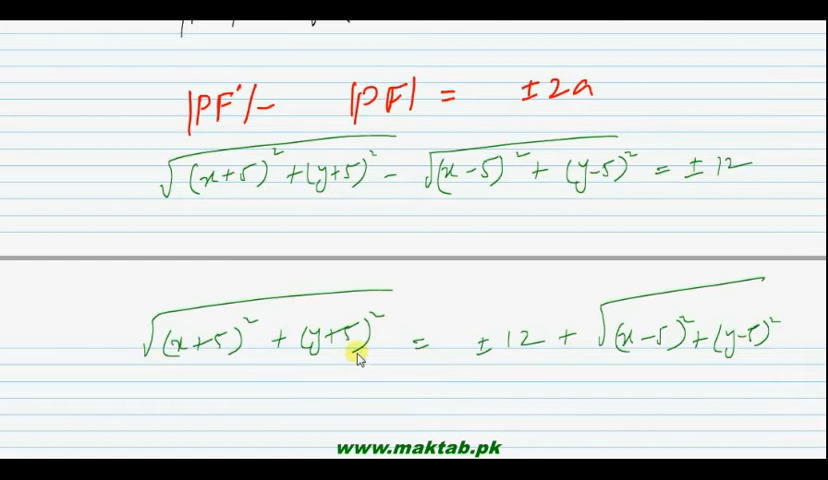 |PF'| - |PF| = ±2a
√(x+5)² + (y+5)² - √(x-5)² + (y-5)² = ±12
√(x+5)² + (y+5)² = ±12 + √(x-5)² + (y-5)²
www.maktab.pk